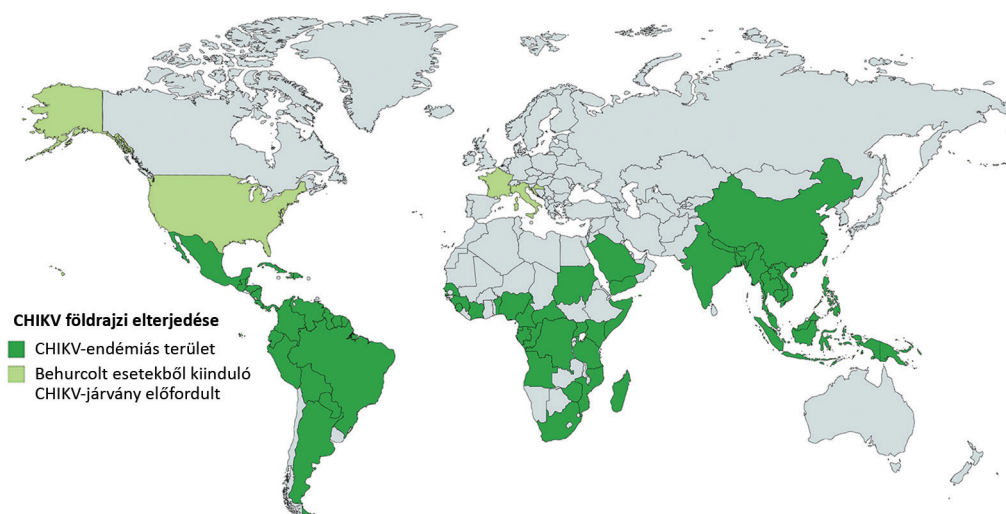 CHIKV földrajzi elterjedése
CHIKV-endémiás terület
Behurcolt esetekből kiinduló
CHIKV-járvány előfordult